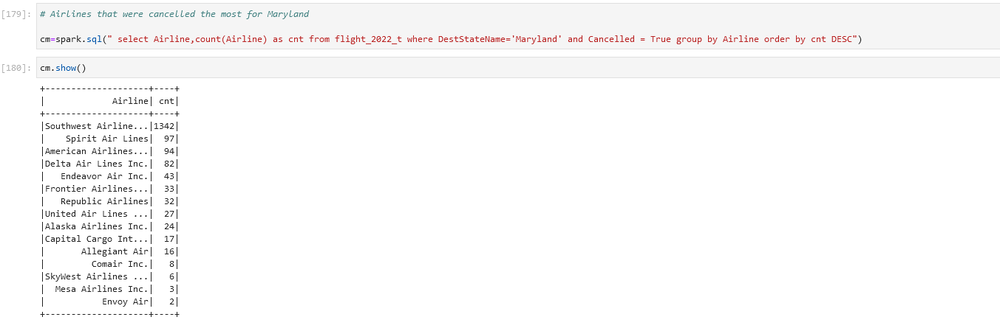 [179]: # Airlines that were cancelled the most for Maryland
cm=spark.sql(" select Airline,count(Airline) as cnt from flight_2022_t where DestStateName='Maryland' and Cancelled = True group by Airline order by cnt DESC")
[180]: cm.show()
+--------------------+----+
|             Airline| cnt|
+--------------------+----+
|Southwest Airline...|1342|
|    Spirit Air Lines|  97|
|American Airlines...|  94|
|Delta Air Lines Inc.|  82|
|   Endeavor Air Inc.|  43|
|Frontier Airlines...|  33|
|   Republic Airlines|  32|
|United Air Lines ...|  27|
|Alaska Airlines Inc.|  24|
|Capital Cargo Int...|  17|
|       Allegiant Air|  16|
|         Comair Inc.|   8|
|SkyWest Airlines ...|   6|
|  Mesa Airlines Inc.|   3|
|           Envoy Air|   2|
+--------------------+----+